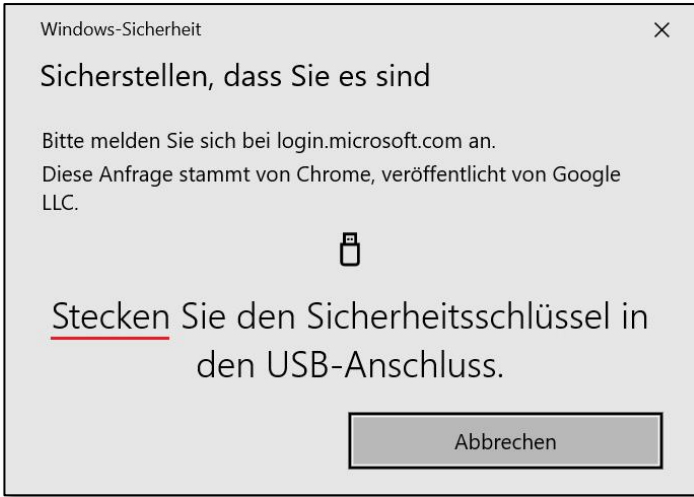 Windows-Sicherheit
Sicherstellen, dass Sie es sind
Bitte melden Sie sich bei login.microsoft.com an.
Diese Anfrage stammt von Chrome, veröffentlicht von Google
LLC.
Stecken Sie den Sicherheitsschlüssel in
den USB-Anschluss.
Abbrechen